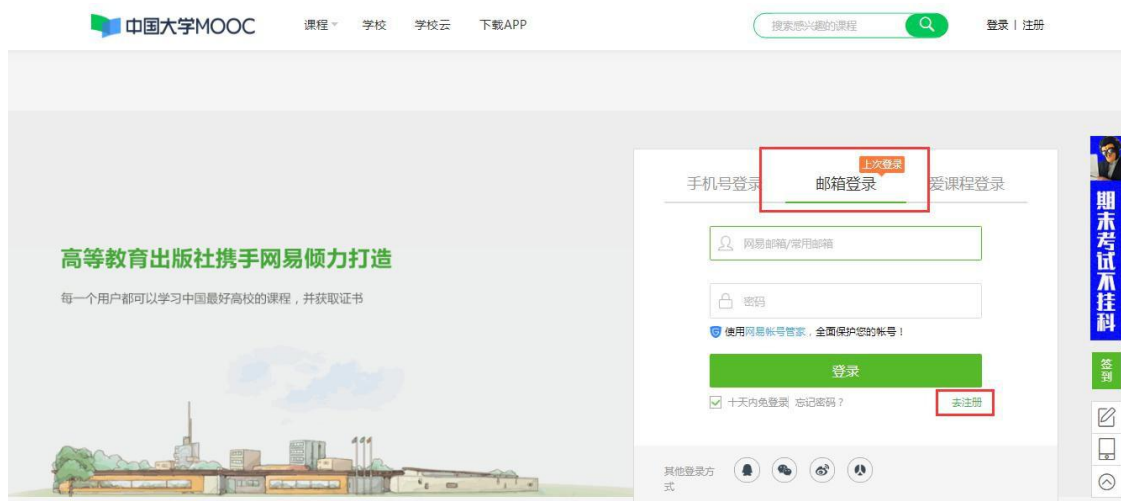 中国大学MOOC 课程 学校 学校云 下载APP 搜索感兴趣的课程 登录 | 注册
上次登录
手机号登录 邮箱登录 爱课程登录
网易邮箱/常用邮箱
高等教育出版社携手网易倾力打造
每一个用户都可以学习中国最好高校的课程，并获取证书
密码
使用网易帐号管家，全面保护您的帐号！
登录
十天内免登录 忘记密码？ 去注册
其他登录方
式
期末考试不挂科
签到